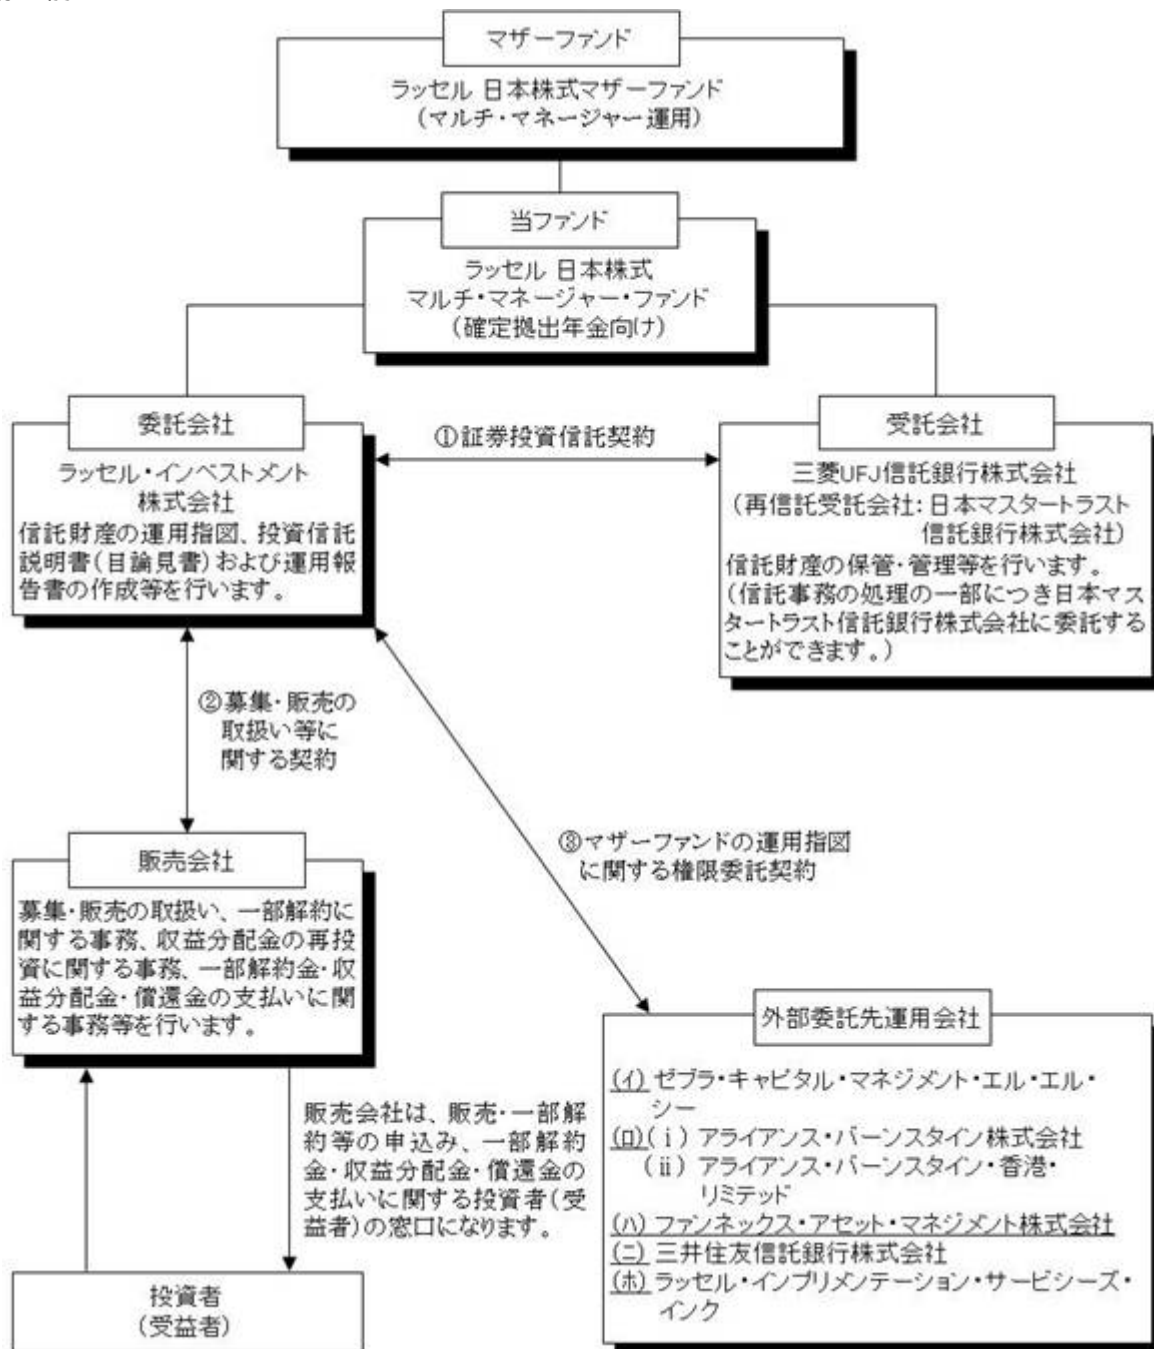 マザーファンド
ラッセル 日本株式マザーファンド
(マルチ・マネージャー運用)
当ファンド
ラッセル 日本株式
マルチ・マネージャー・ファンド
(確定拠出年金向け)
委託会社
ラッセル・インベストメント
株式会社
信託財産の運用指図、投資信託
説明書(目論見書)および運用報
告書の作成等を行います。
①証券投資信託契約
受託会社
三菱UFJ信託銀行株式会社
(再信託受託会社:日本マスタートラスト
信託銀行株式会社)
信託財産の保管・管理等を行います。
(信託事務の処理の一部につき日本マス
タートラスト信託銀行株式会社に委託する
ことができます。)
②募集・販売の
取扱い等に
関する契約
③マザーファンドの運用指図
に関する権限委託契約
販売会社
募集・販売の取扱い、一部解約に
関する事務、収益分配金の再投
資に関する事務、一部解約金・収
益分配金・償還金の支払いに関
する事務等を行います。
販売会社は、販売・一部解
約等の申込み、一部解約
金・収益分配金・償還金の
支払いに関する投資者(受
益者)の窓口になります。
投資者
(受益者)
外部委託先運用会社
(イ) ゼブラ・キャピタル・マネジメント・エル・エル・
シー
(ロ)(ⅰ) アライアンス・バーンスタイン株式会社
(ⅱ) アライアンス・バーンスタイン・香港・
リミテッド
(ハ) ファンネックス・アセット・マネジメント株式会社
(ニ) 三井住友信託銀行株式会社
(ホ) ラッセル・インプリメンテーション・サービシーズ・
インク